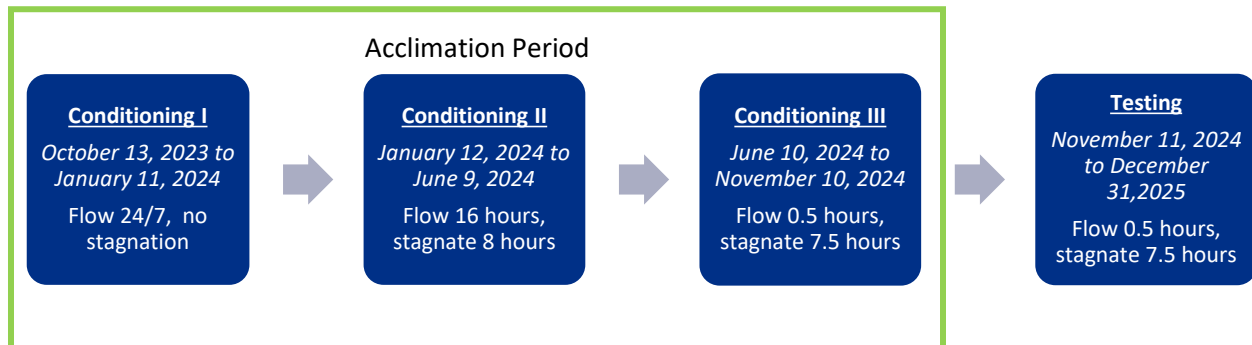 Acclimation Period
Conditioning I
October 13, 2023 to
January 11, 2024
Flow 24/7,  no
stagnation
Conditioning II
January 12, 2024 to
June 9, 2024
Flow 16 hours,
stagnate 8 hours
Conditioning III
June 10, 2024 to
November 10, 2024
Flow 0.5 hours,
stagnate 7.5 hours
Testing
November 11, 2024
to December
31,2025
Flow 0.5 hours,
stagnate 7.5 hours